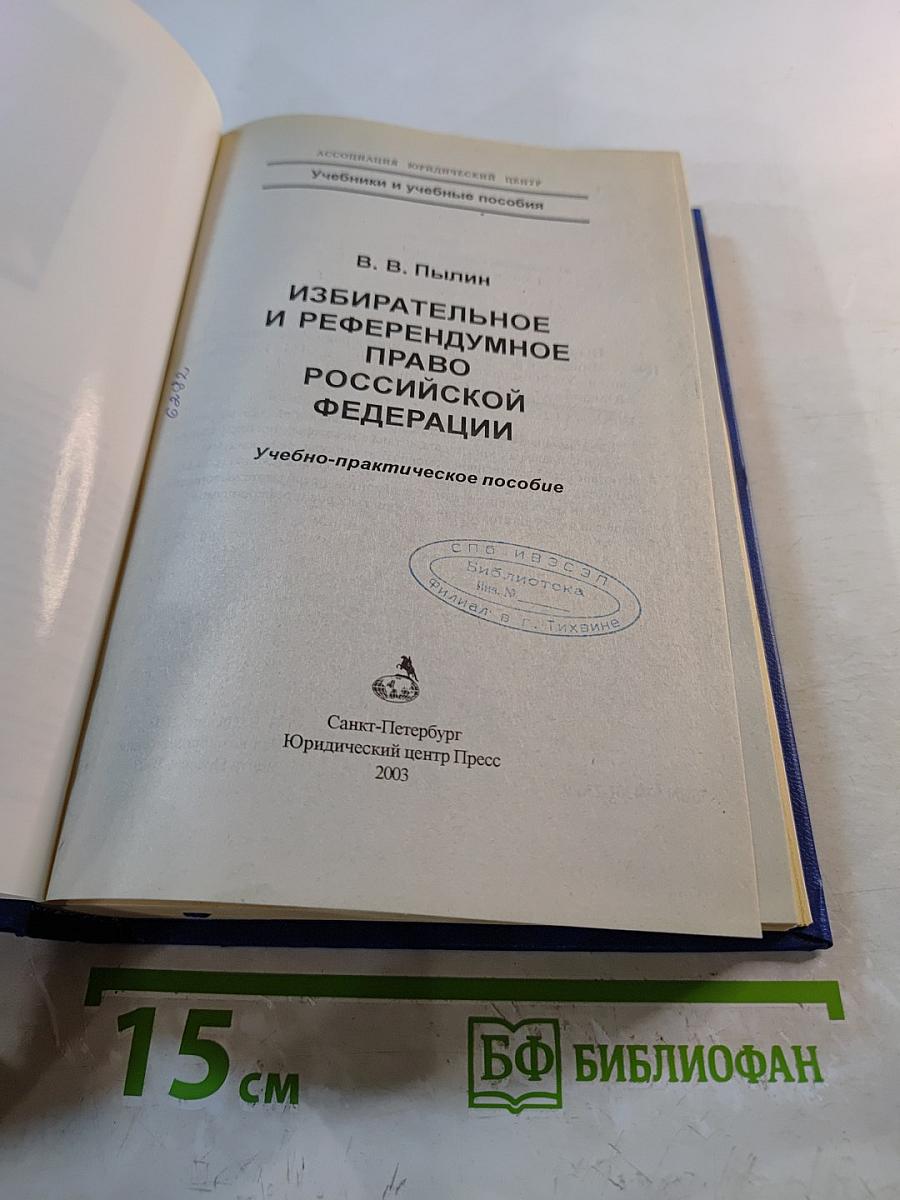 АССОЦИАЦИЯ ЮРИДИЧЕСКИЙ ЦЕНТР
Учебники и учебные пособия
В. В. Пылин
ИЗБИРАТЕЛЬНОЕ
И РЕФЕРЕНДУМНОЕ
ПРАВО
РОССИЙСКОЙ
ФЕДЕРАЦИИ
Учебно-практическое пособие
6282
СПб ИВЭСЭП
Библиотека
Инв. №
Филиал в г. Тихвине
Санкт-Петербург
Юридический центр Пресс
2003
15 см
БФ БИБЛИОФАН